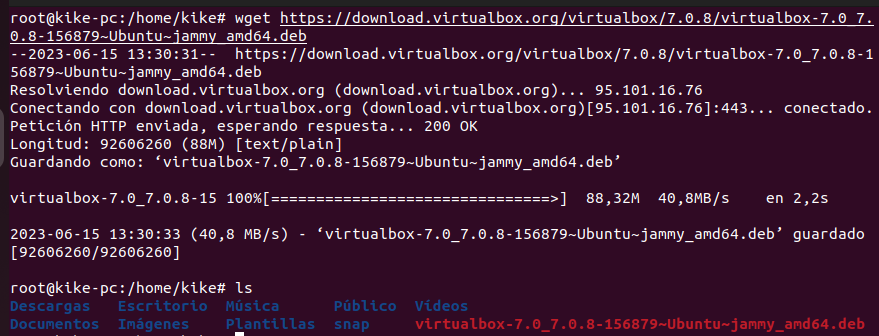 root@kike-pc:/home/kike# wget https://download.virtualbox.org/virtualbox/7.0.8/virtualbox-7.0_7.
0.8-156879~Ubuntu~jammy_amd64.deb
--2023-06-15 13:30:31--  https://download.virtualbox.org/virtualbox/7.0.8/virtualbox-7.0_7.0.8-1
56879~Ubuntu~jammy_amd64.deb
Resolviendo download.virtualbox.org (download.virtualbox.org)... 95.101.16.76
Conectando con download.virtualbox.org (download.virtualbox.org)[95.101.16.76]:443... conectado.
Petición HTTP enviada, esperando respuesta... 200 OK
Longitud: 92606260 (88M) [text/plain]
Guardando como: ‘virtualbox-7.0_7.0.8-156879~Ubuntu~jammy_amd64.deb’
virtualbox-7.0_7.0.8-15 100%[===============================>]  88,32M  40,8MB/s    en 2,2s
2023-06-15 13:30:33 (40,8 MB/s) - ‘virtualbox-7.0_7.0.8-156879~Ubuntu~jammy_amd64.deb’ guardado
[92606260/92606260]
root@kike-pc:/home/kike# ls
Descargas   Escritorio  Música      Público  Vídeos
Documentos  Imágenes    Plantillas  snap     virtualbox-7.0_7.0.8-156879~Ubuntu~jammy_amd64.deb